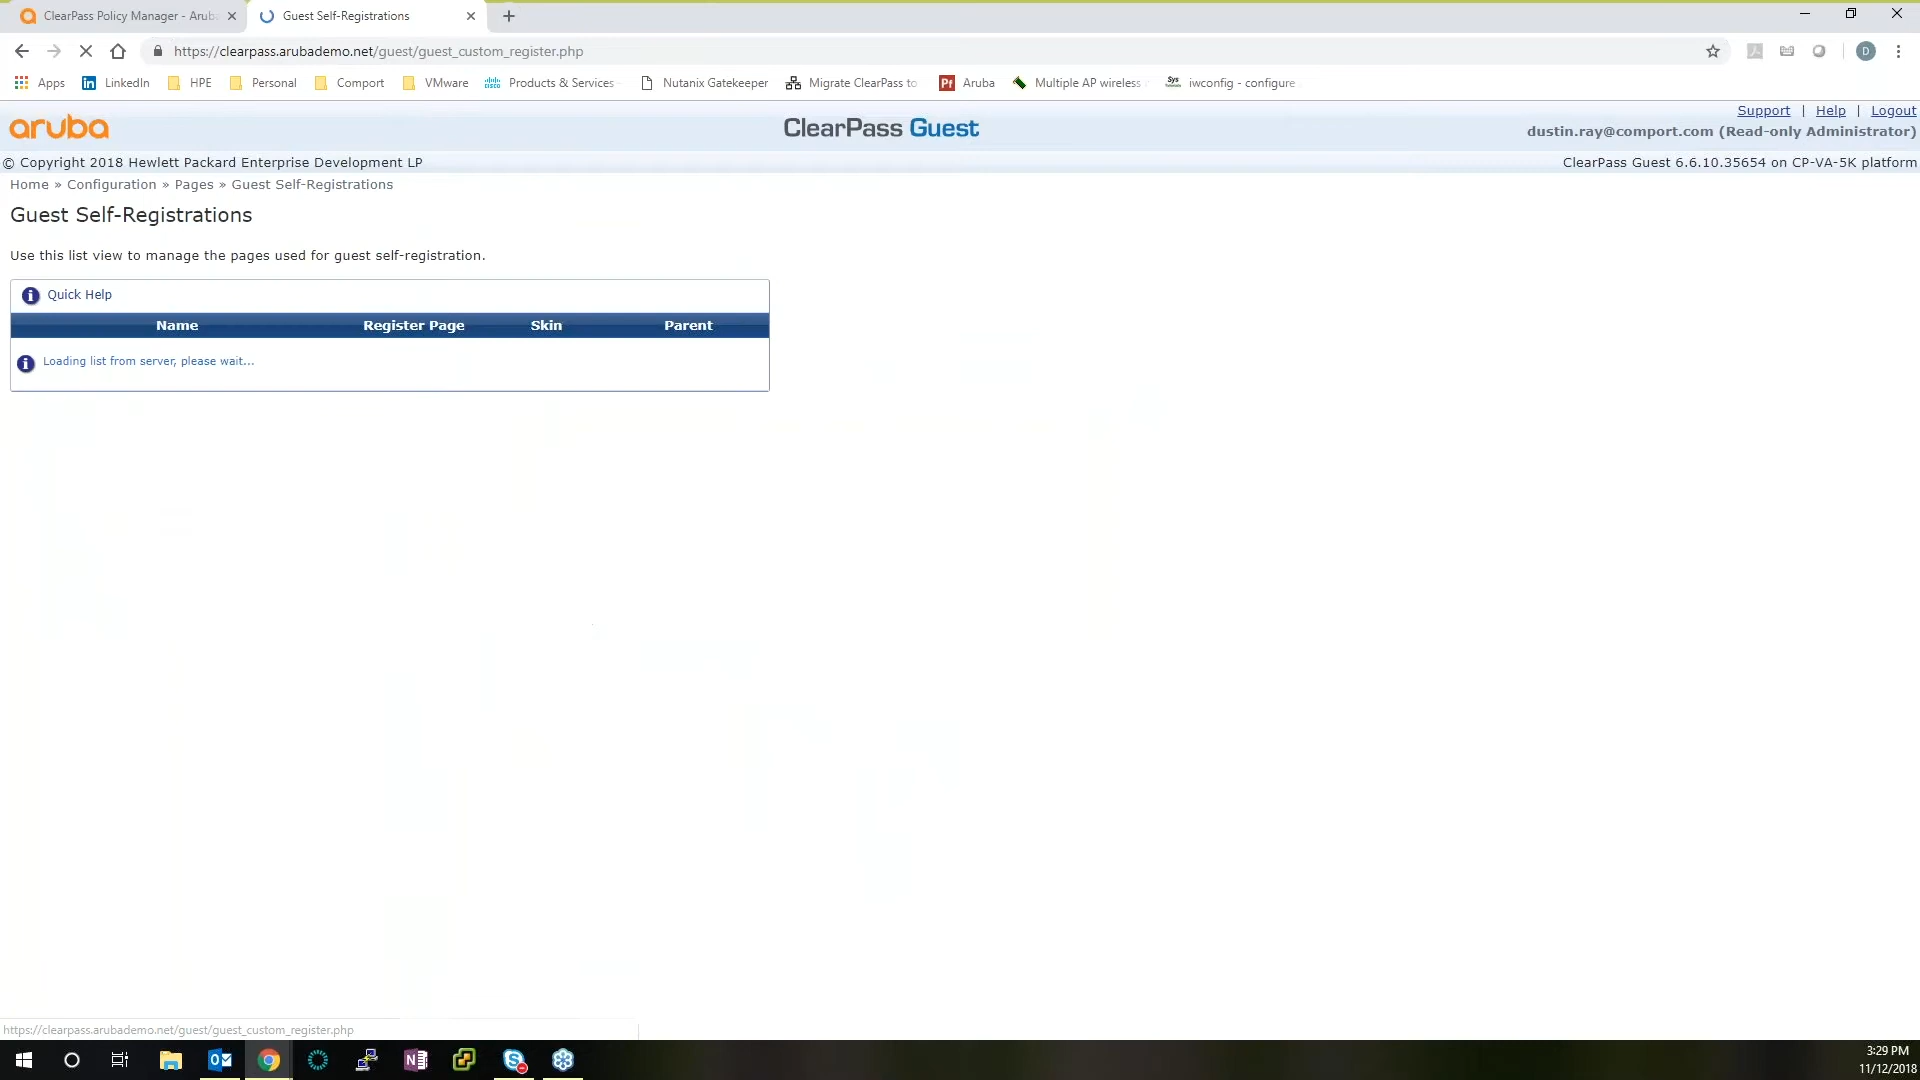 ClearPass Policy Manager - Aruba
Guest Self-Registrations
https://clearpass.arubademo.net/guest/guest_custom_register.php
D
Apps
LinkedIn
HPE
Personal
Comport
VMware
Products & Services
Nutanix Gatekeeper
Migrate ClearPass to
Aruba
Multiple AP wireless
iwconfig - configure
aruba
ClearPass Guest
Support | Help | Logout
dustin.ray@comport.com (Read-only Administrator)
© Copyright 2018 Hewlett Packard Enterprise Development LP
ClearPass Guest 6.6.10.35654 on CP-VA-5K platform
Home » Configuration » Pages » Guest Self-Registrations
Guest Self-Registrations
Use this list view to manage the pages used for guest self-registration.
Quick Help
Name Register Page Skin Parent
Loading list from server, please wait...
https://clearpass.arubademo.net/guest/guest_custom_register.php
3:29 PM
11/12/2018